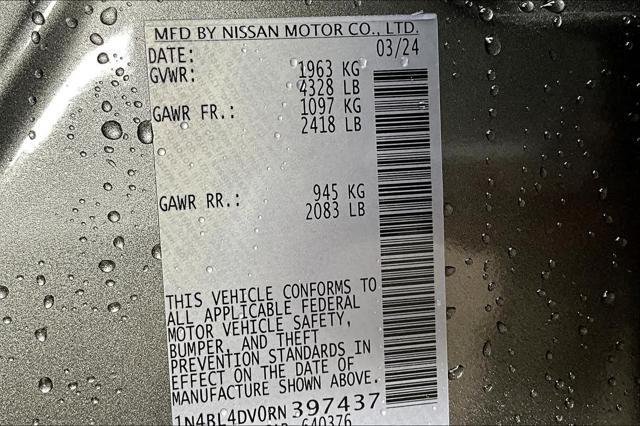 MFD BY NISSAN MOTOR CO., LTD.
DATE: 03/24
GVWR: 1963 KG
4328 LB
GAWR FR.: 1097 KG
2418 LB
GAWR RR.: 945 KG
2083 LB
THIS VEHICLE CONFORMS TO
ALL APPLICABLE FEDERAL
MOTOR VEHICLE SAFETY,
BUMPER, AND THEFT
PREVENTION STANDARDS IN
EFFECT ON THE DATE OF
MANUFACTURE SHOWN ABOVE.
1N4BL4DV0RN 397437
640376